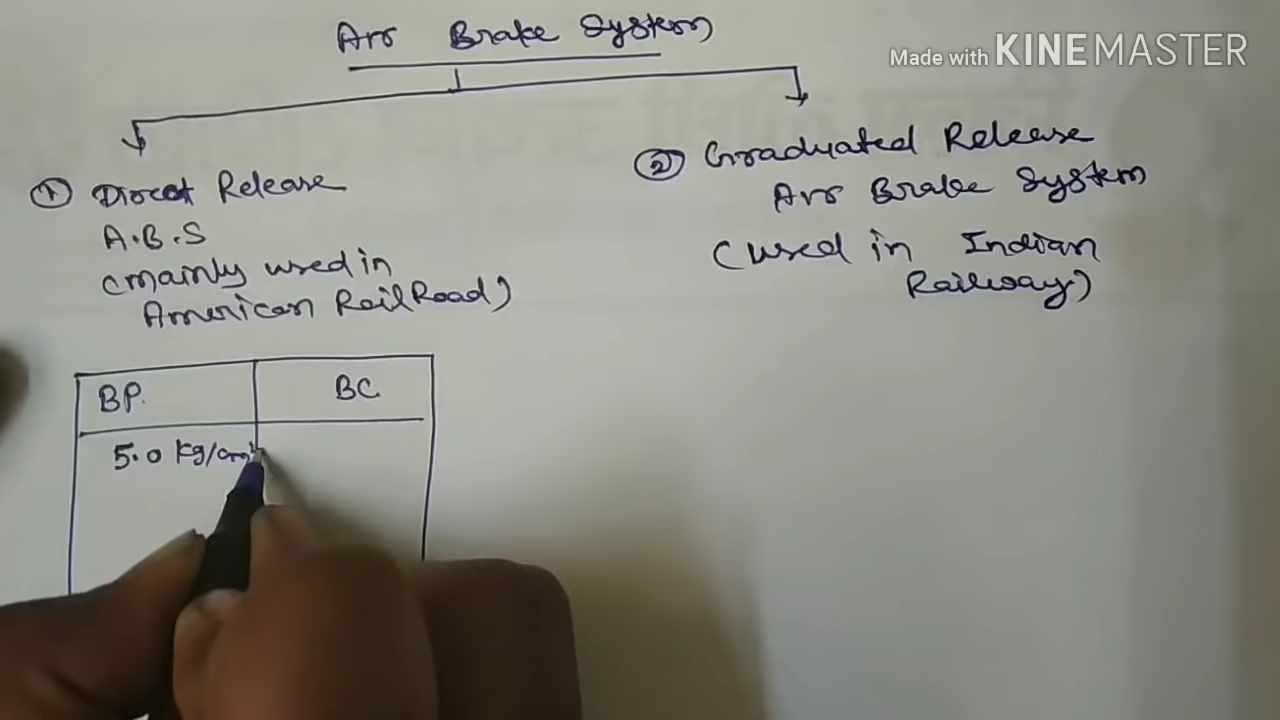 Air Brake System
Made with KINEMASTER
① Direct Release
A.B.S
(mainly used in
American RailRoad)
② Graduated Release
Air Brake System
(used in Indian
Railway)
BP. BC
5.0 kg/cm²